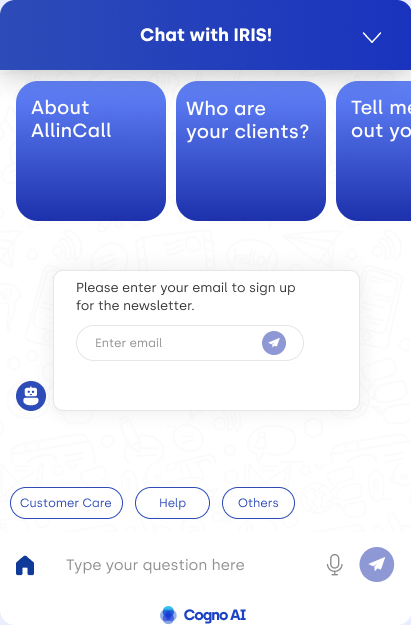 Chat with IRIS!
About
AllinCall
Who are
your clients?
Tell me
out yo
Please enter your email to sign up
for the newsletter.
Enter email
Customer Care
Help
Others
Type your question here
Cogno AI